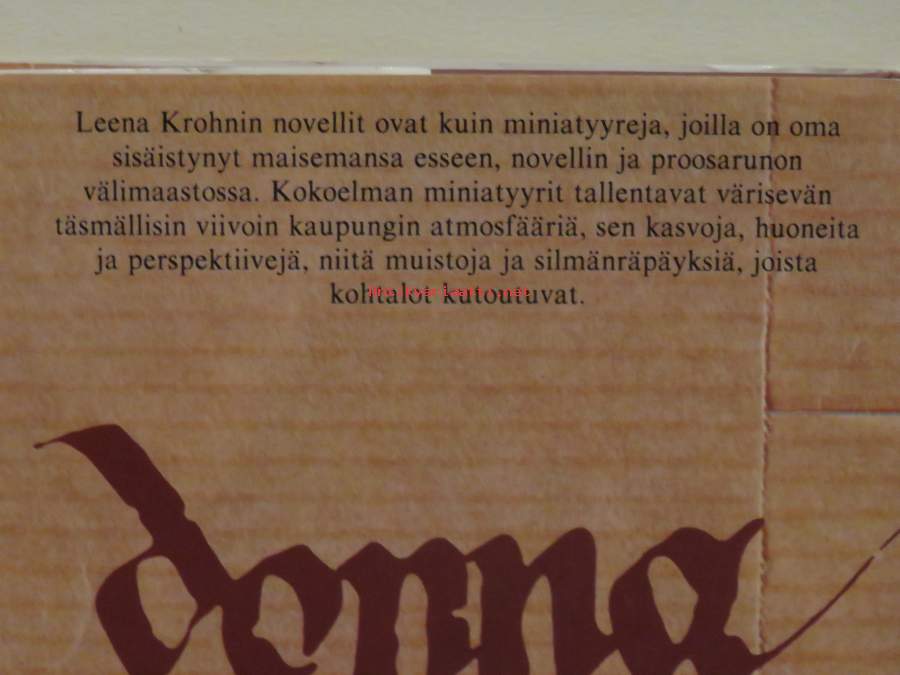 Leena Krohnin novellit ovat kuin miniatyyreja, joilla on oma
sisäistynyt maisemansa esseen, novellin ja proosarunon
välimaastossa. Kokoelman miniatyyrit tallentavat värisevän
täsmällisin viivoin kaupungin atmosfääriä, sen kasvoja, huoneita
ja perspektiivejä, niitä muistoja ja silmänräpäyksiä, joista
kohtalot kutoutuvat.
donna